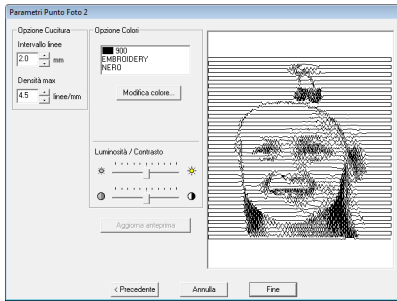 Parametri Punto Foto 2
Opzione Cucitura
Intervallo linee
2.0 mm
Densità max
4.5 linee/mm
Opzione Colori
900
EMBROIDERY
NERO
Modifica colore...
Luminosità / Contrasto
Aggiorna anteprima
< Precedente
Annulla
Fine